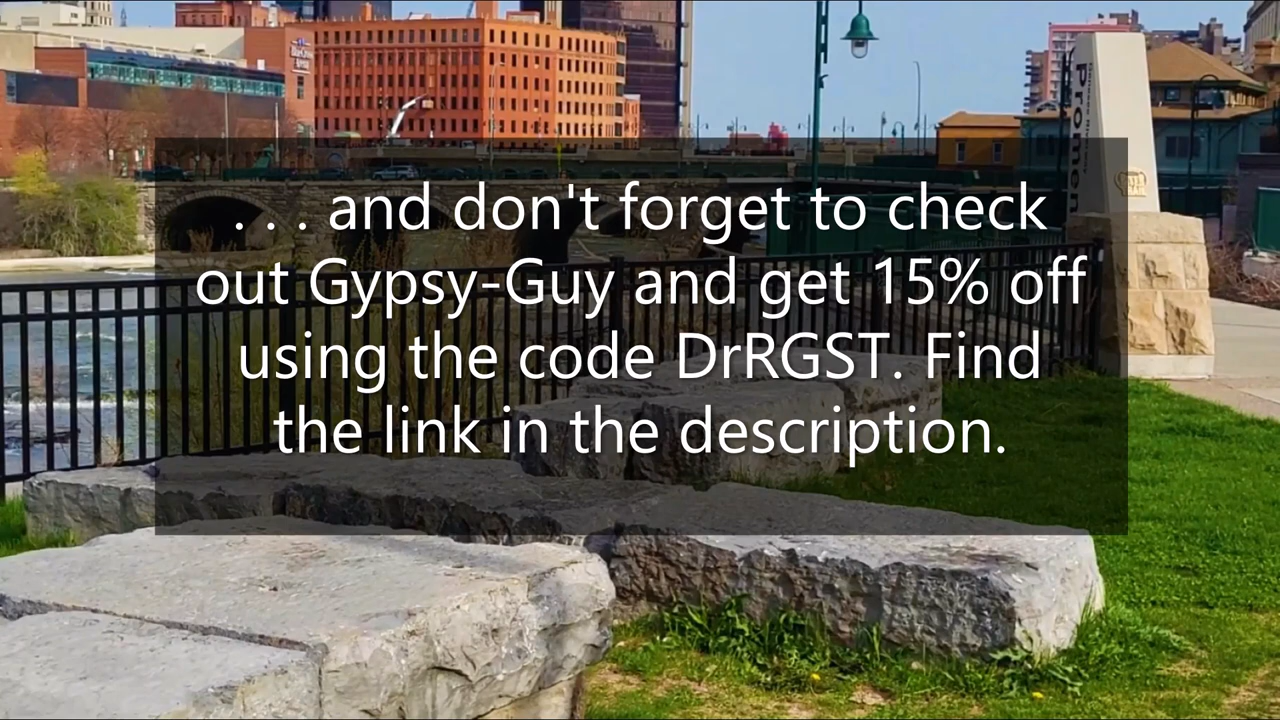 . . . and don't forget to check
out Gypsy-Guy and get 15% off
using the code DrRGST. Find
the link in the description.
Promen